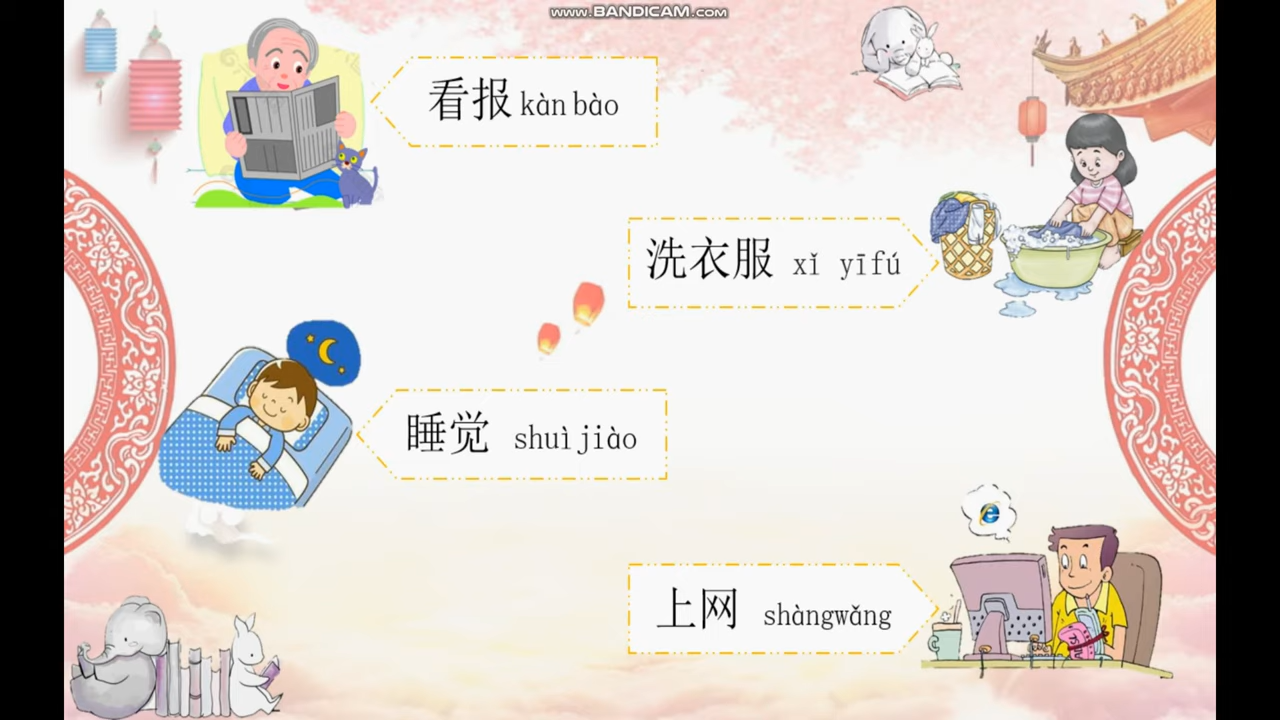 www.BANDICAM.com
看报 kàn bào
洗衣服 xǐ yīfú
睡觉 shuì jiào
上网 shàngwǎng